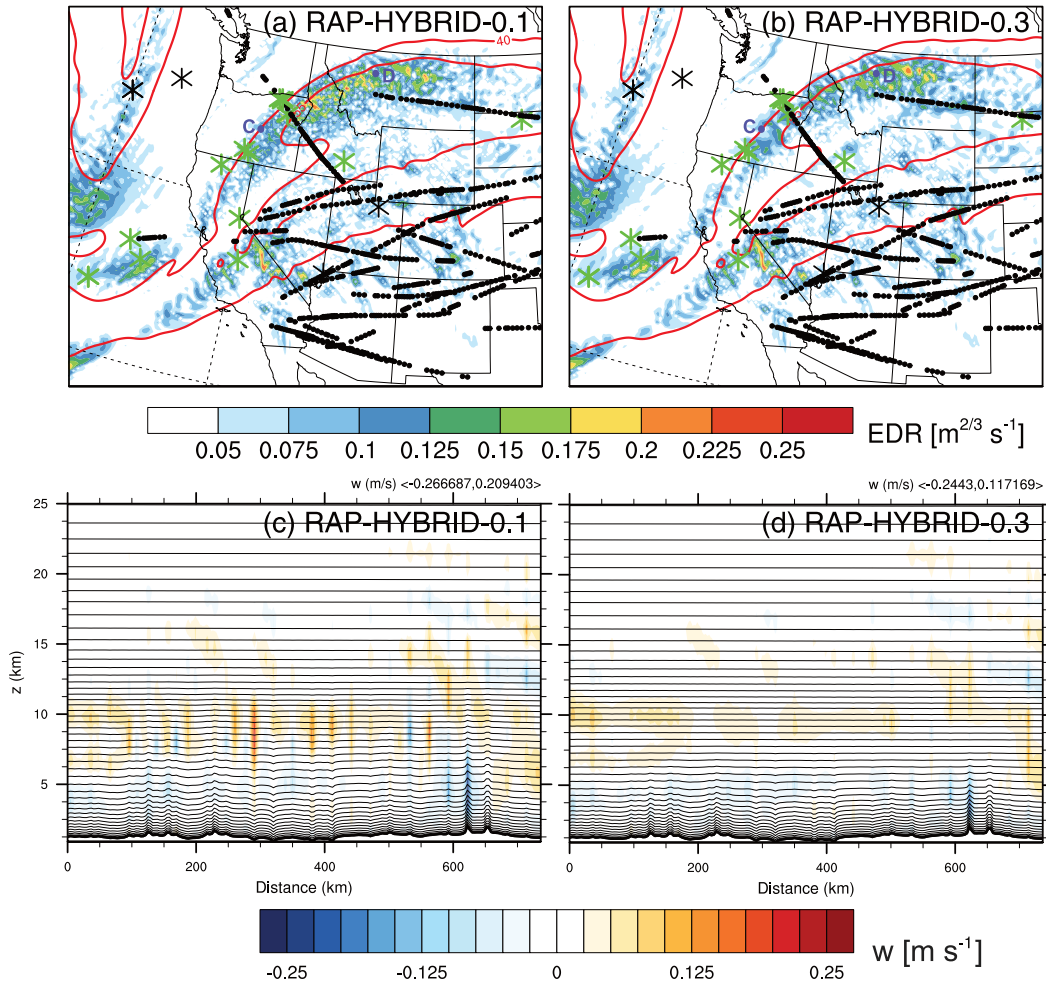 (a) RAP-HYBRID-0.1
(b) RAP-HYBRID-0.3
40
D
C
D
C
0.05 0.075 0.1 0.125 0.15 0.175 0.2 0.225 0.25
EDR [m2/3 s-1]
w (m/s) <-0.266687,0.209403>
w (m/s) <-0.2443,0.117169>
(c) RAP-HYBRID-0.1
(d) RAP-HYBRID-0.3
25
20
15
10
5
z (km)
0 200 400 600
0 200 400 600
Distance (km)
Distance (km)
-0.25 -0.125 0 0.125 0.25
w [m s-1]